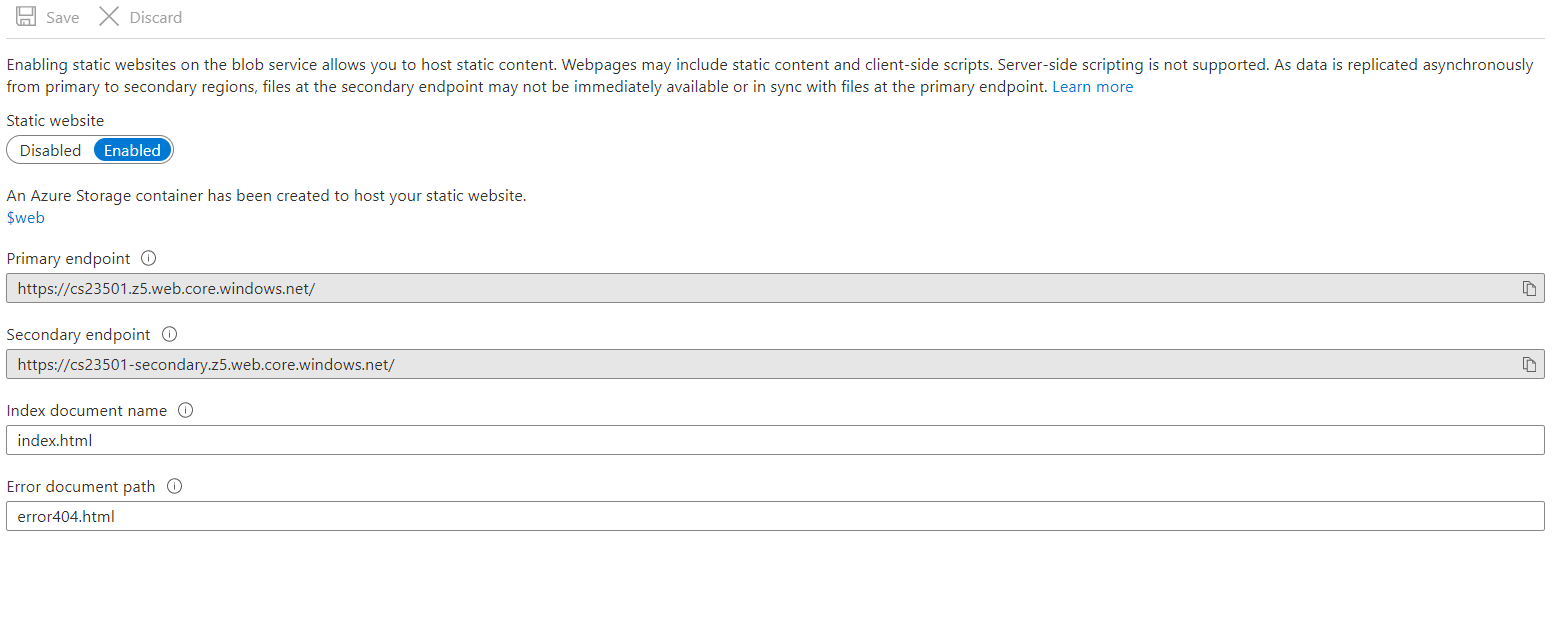 Save Discard
Enabling static websites on the blob service allows you to host static content. Webpages may include static content and client-side scripts. Server-side scripting is not supported. As data is replicated asynchronously
from primary to secondary regions, files at the secondary endpoint may not be immediately available or in sync with files at the primary endpoint. Learn more
Static website
Disabled Enabled
An Azure Storage container has been created to host your static website.
$web
Primary endpoint
https://cs23501.z5.web.core.windows.net/
Secondary endpoint
https://cs23501-secondary.z5.web.core.windows.net/
Index document name
index.html
Error document path
error404.html